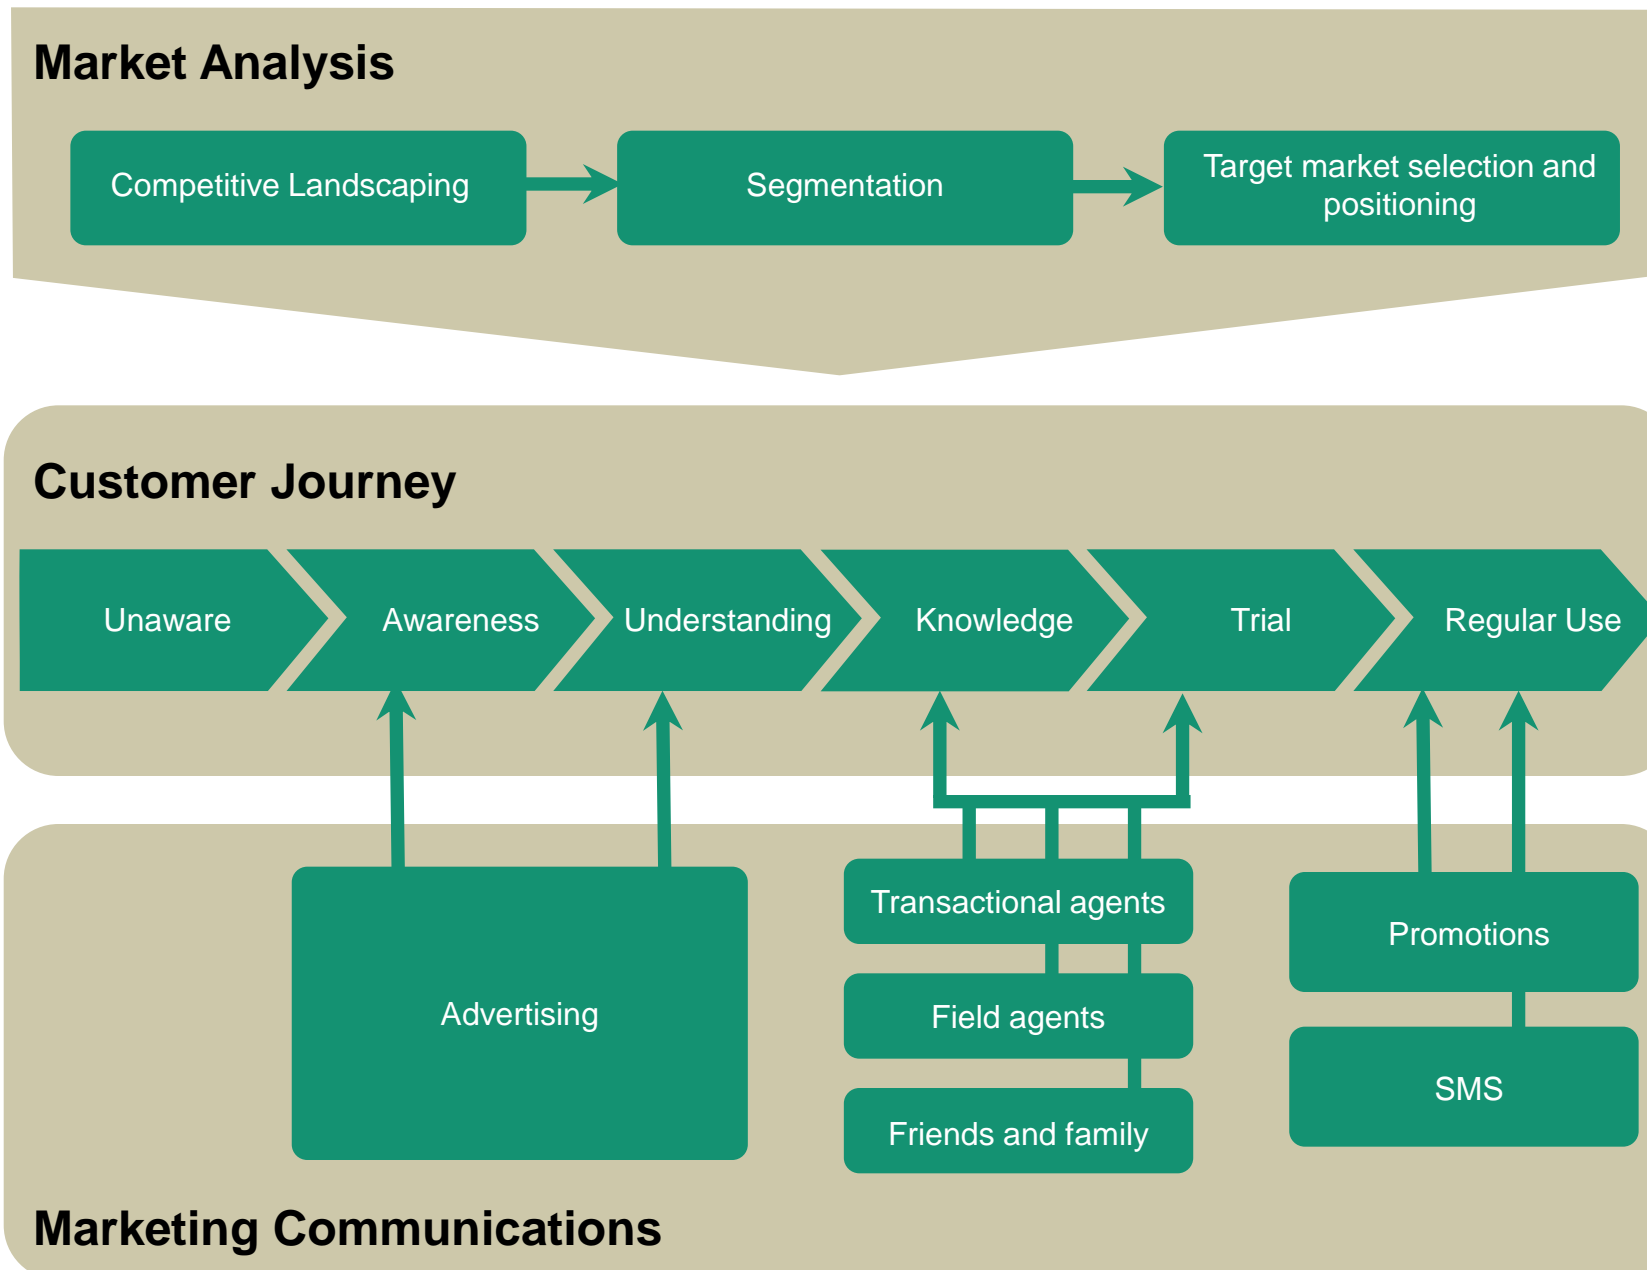 Market Analysis
Competitive Landscaping
Segmentation
Target market selection and
positioning
Customer Journey
Unaware
Awareness
Understanding
Knowledge
Trial
Regular Use
Advertising
Transactional agents
Field agents
Friends and family
Promotions
SMS
Marketing Communications